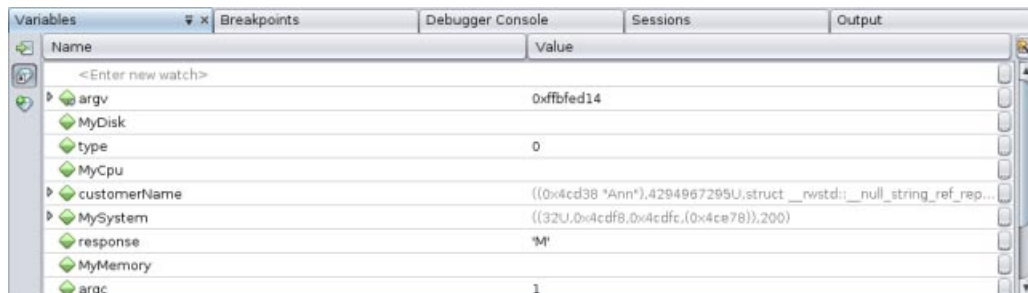 Variables Breakpoints Debugger Console Sessions Output
Name Value
<Enter new watch>
argv 0xffbfed14
MyDisk
type 0
MyCpu
customerName ((0x4cd38 "Ann"),4294967295U,struct __rwstd::__null_string_ref_rep...
MySystem ((32U,0x4cdf8,0x4cdfc,(0x4ce78)),200)
response 'M'
MyMemory
argc 1